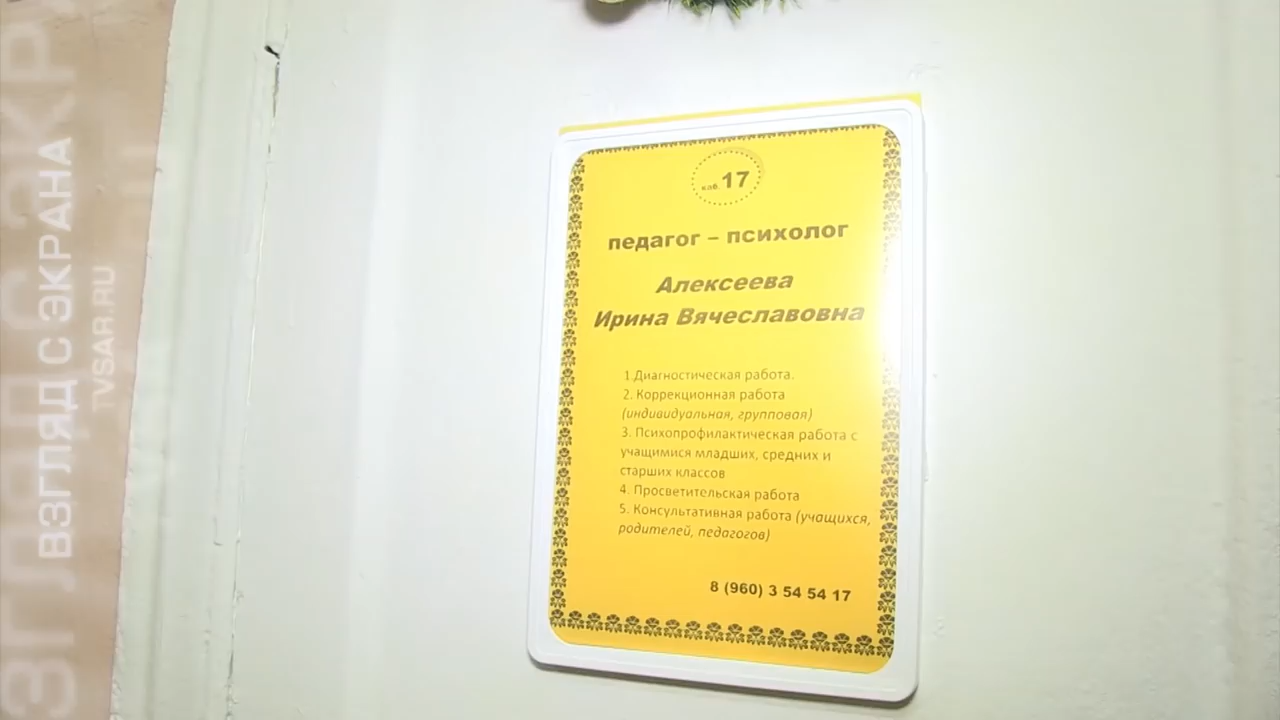 каб. 17
педагог – психолог
Алексеева
Ирина Вячеславовна
1.Диагностическая работа.
2. Коррекционная работа
(индивидуальная, групповая)
3. Психопрофилактическая работа с
учащимися младших, средних и
старших классов
4. Просветительская работа
5. Консультативная работа (учащихся,
родителей, педагогов)
8 (960) 3 54 54 17
ВЗГЛЯД С ЭКРАНА
TVSAR.RU